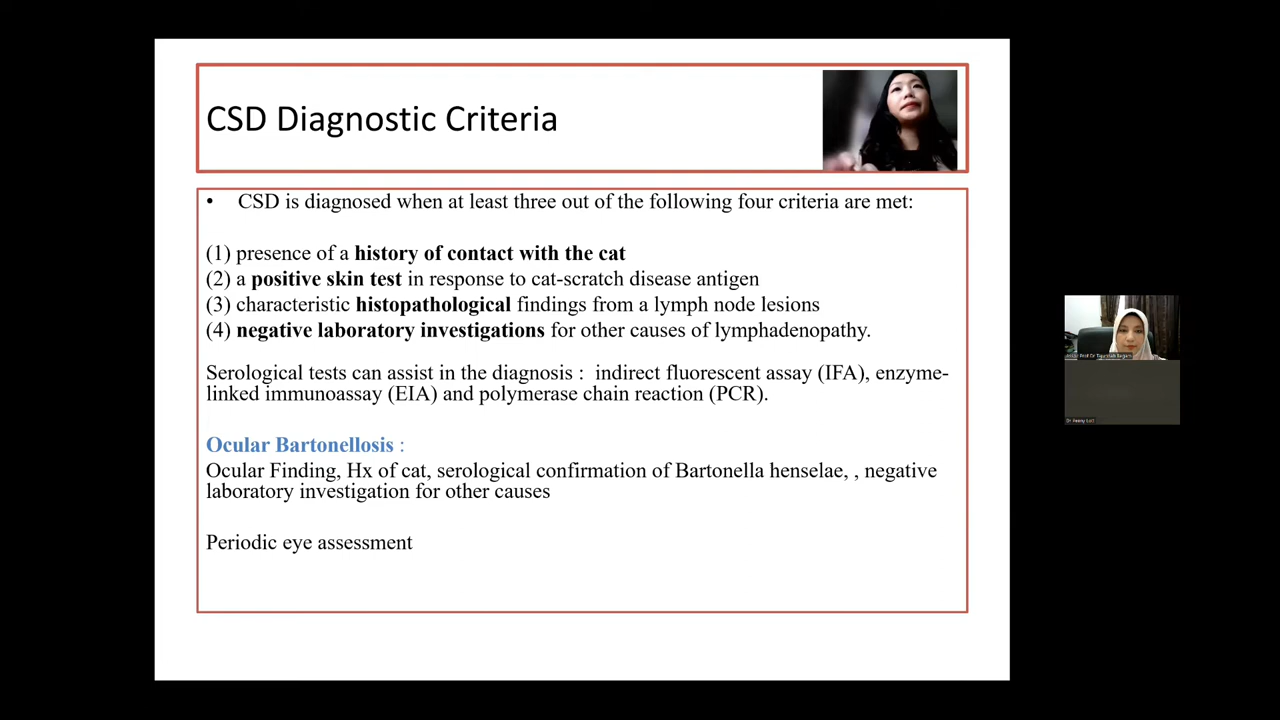 CSD Diagnostic Criteria
• CSD is diagnosed when at least three out of the following four criteria are met:
(1) presence of a history of contact with the cat
(2) a positive skin test in response to cat-scratch disease antigen
(3) characteristic histopathological findings from a lymph node lesions
(4) negative laboratory investigations for other causes of lymphadenopathy.
Serological tests can assist in the diagnosis : indirect fluorescent assay (IFA), enzyme-
linked immunoassay (EIA) and polymerase chain reaction (PCR).
Ocular Bartonellosis :
Ocular Finding, Hx of cat, serological confirmation of Bartonella henselae, , negative
laboratory investigation for other causes
Periodic eye assessment